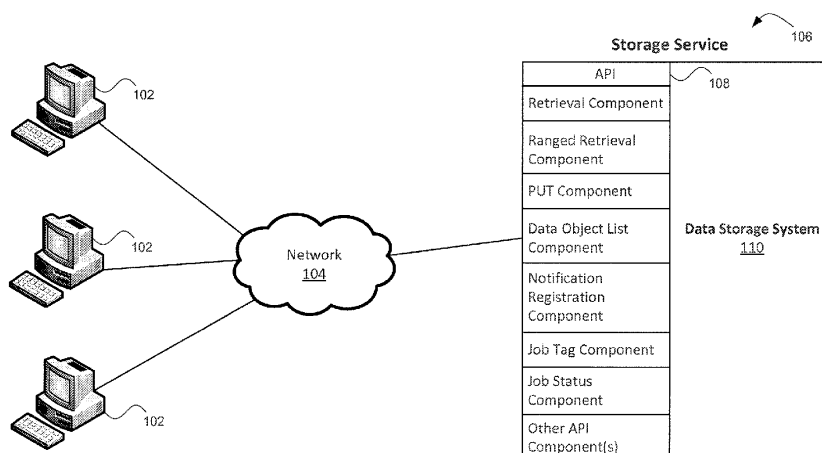 106
Storage Service
API
108
102
Retrieval Component
Ranged Retrieval
Component
PUT Component
102
Data Object List
Component
Data Storage System
110
Network
104
Notification
Registration
Component
Job Tag Component
Job Status
Component
102
Other API
Component(s)